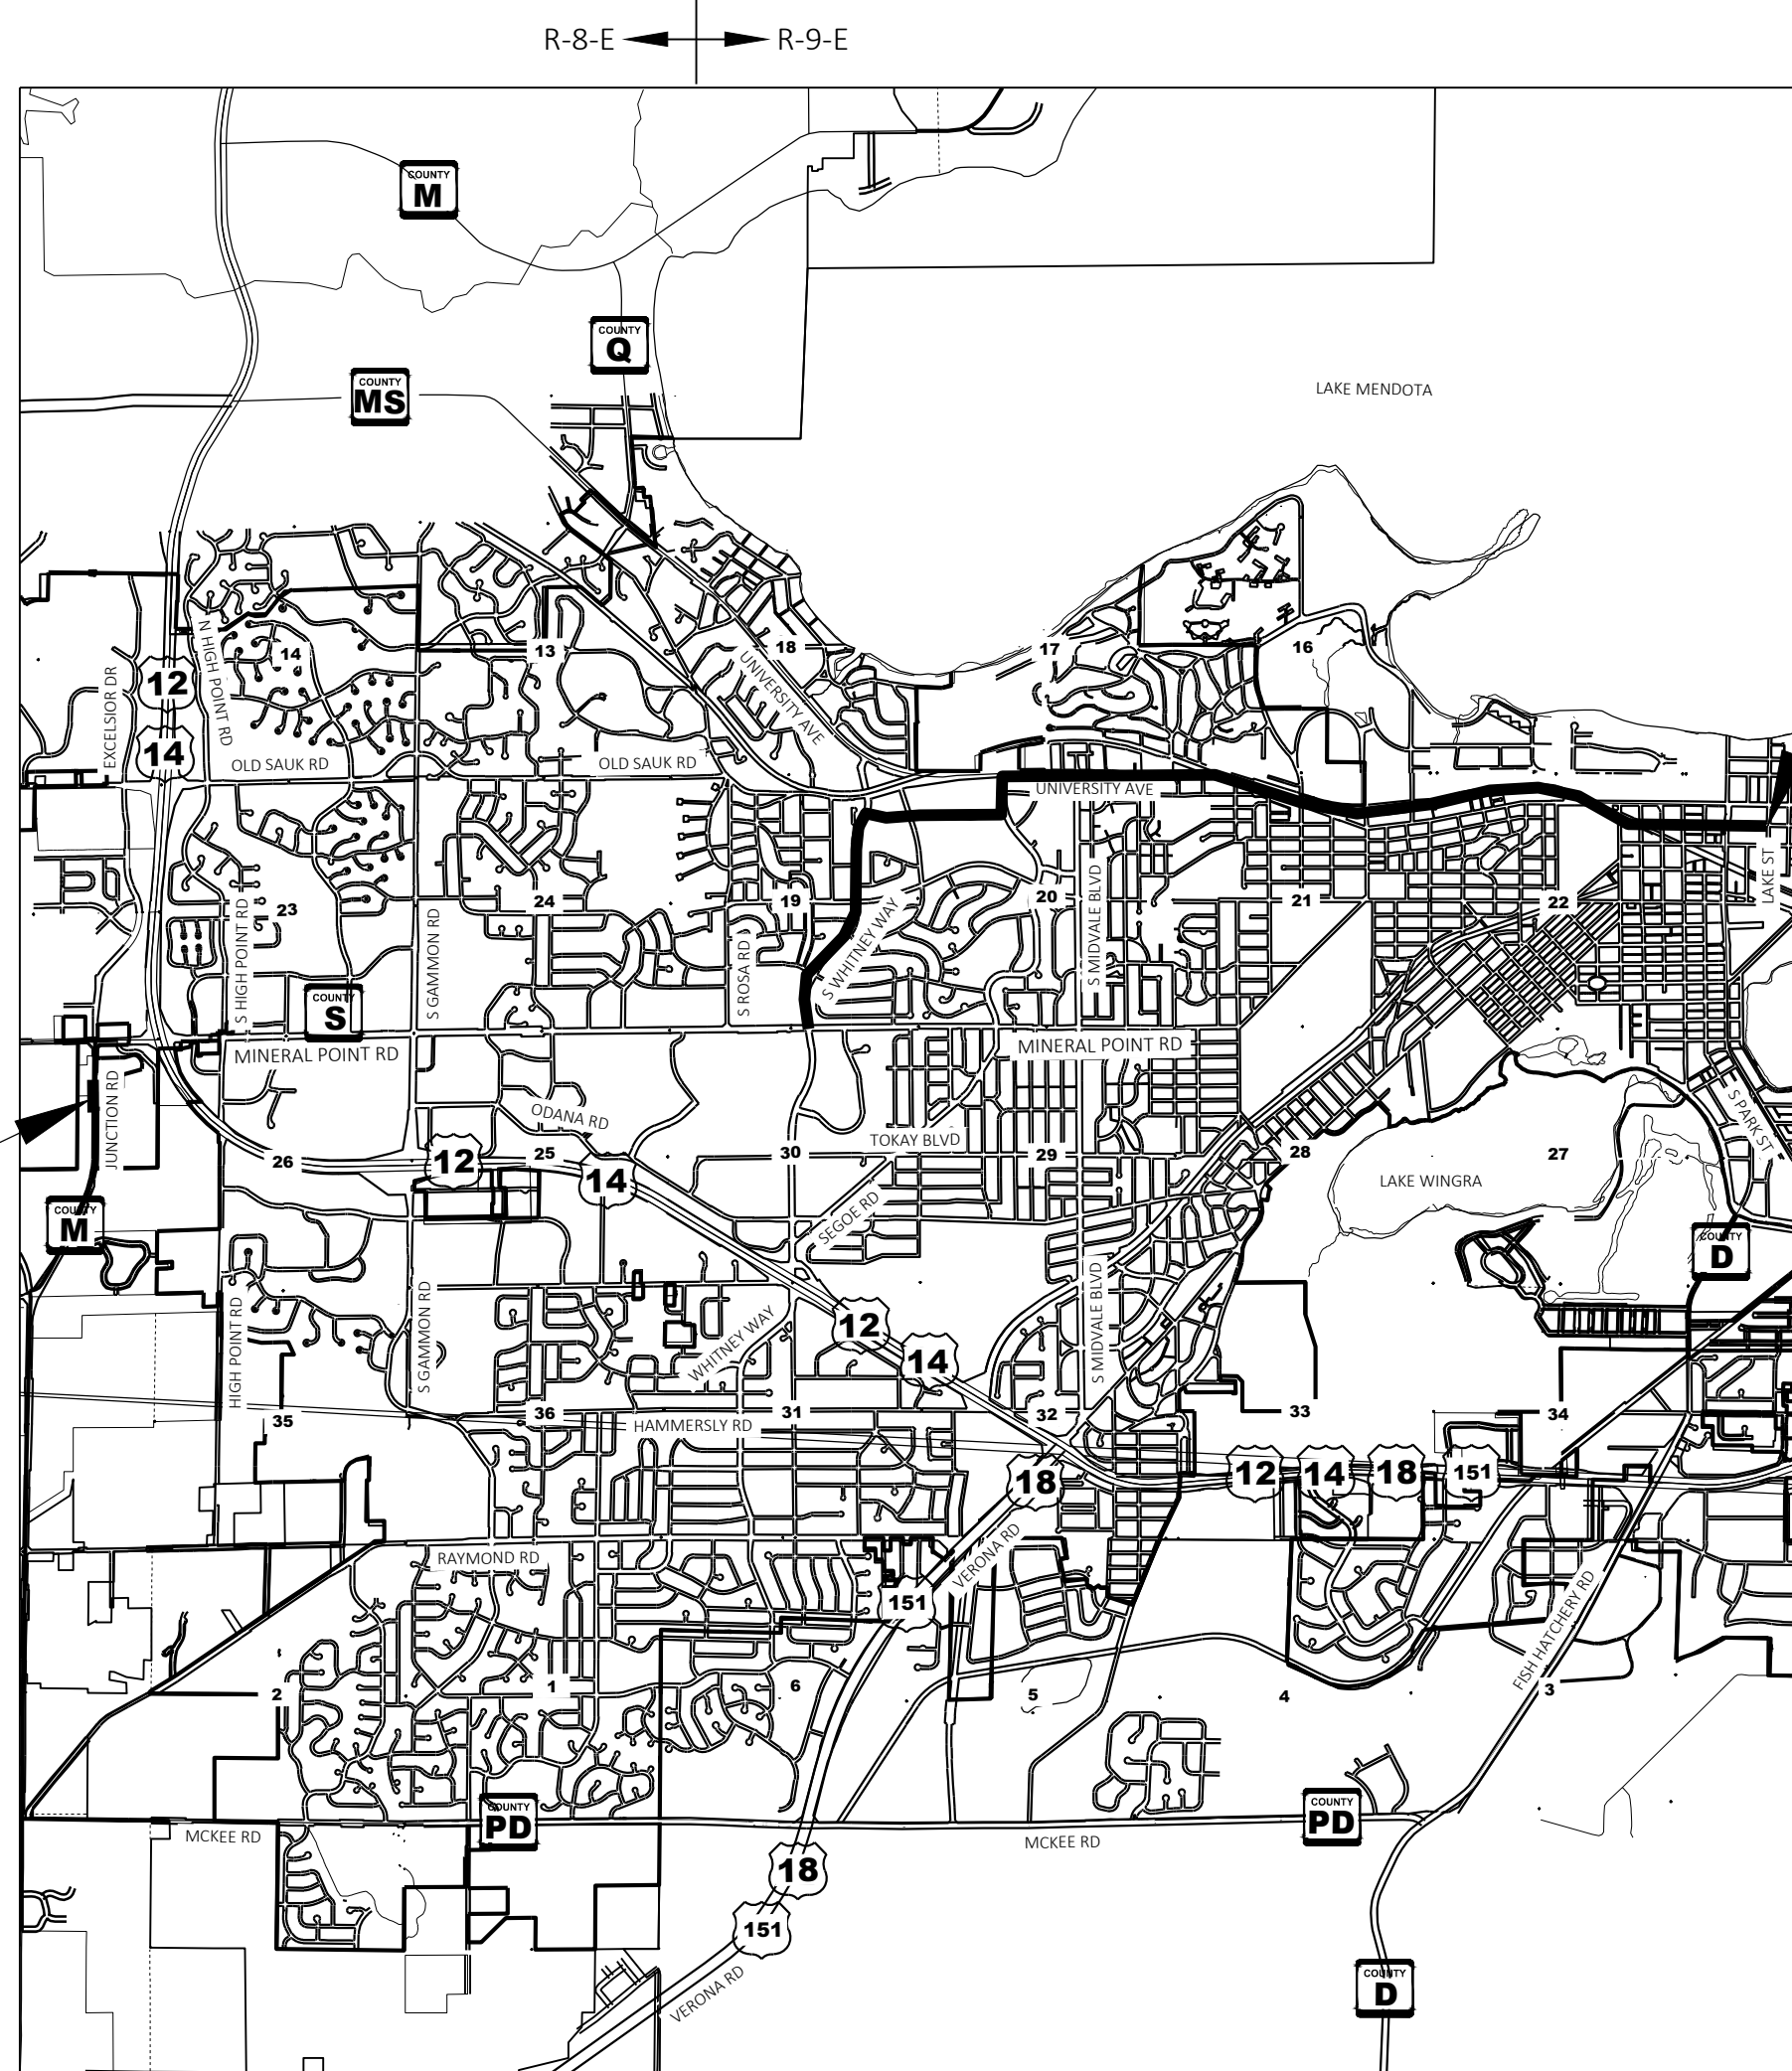 R-8-E R-9-E
COUNTY
M
COUNTY
Q
COUNTY
MS
LAKE MENDOTA
N HIGH POINT RD
14
13
18
17
16
EXCELSIOR DR
12
UNIVERSITY AVE
14
OLD SAUK RD
OLD SAUK RD
UNIVERSITY AVE
LAKE ST
S MIDVALE BLVD
23
24
19
20
21
22
S HIGH POINT RD
S GAMMON RD
S ROSA RD
S WHITNEY WAY
COUNTY
S
MINERAL POINT RD
MINERAL POINT RD
JUNCTION RD
ODANA RD
TOKAY BLVD
S PARK ST
26
12
25
14
30
29
28
27
LAKE WINGRA
SEGOE RD
COUNTY
M
COUNTY
D
HIGH POINT RD
S GAMMON RD
WHITNEY WAY
12
14
S MIDVALE BLVD
35
36
31
32
33
34
HAMMERSLY RD
18
12
14
18
151
RAYMOND RD
VERONA RD
151
FISH HATCHERY RD
2
1
6
5
4
3
COUNTY
PD
COUNTY
PD
MCKEE RD
MCKEE RD
18
151
VERONA RD
COUNTY
D